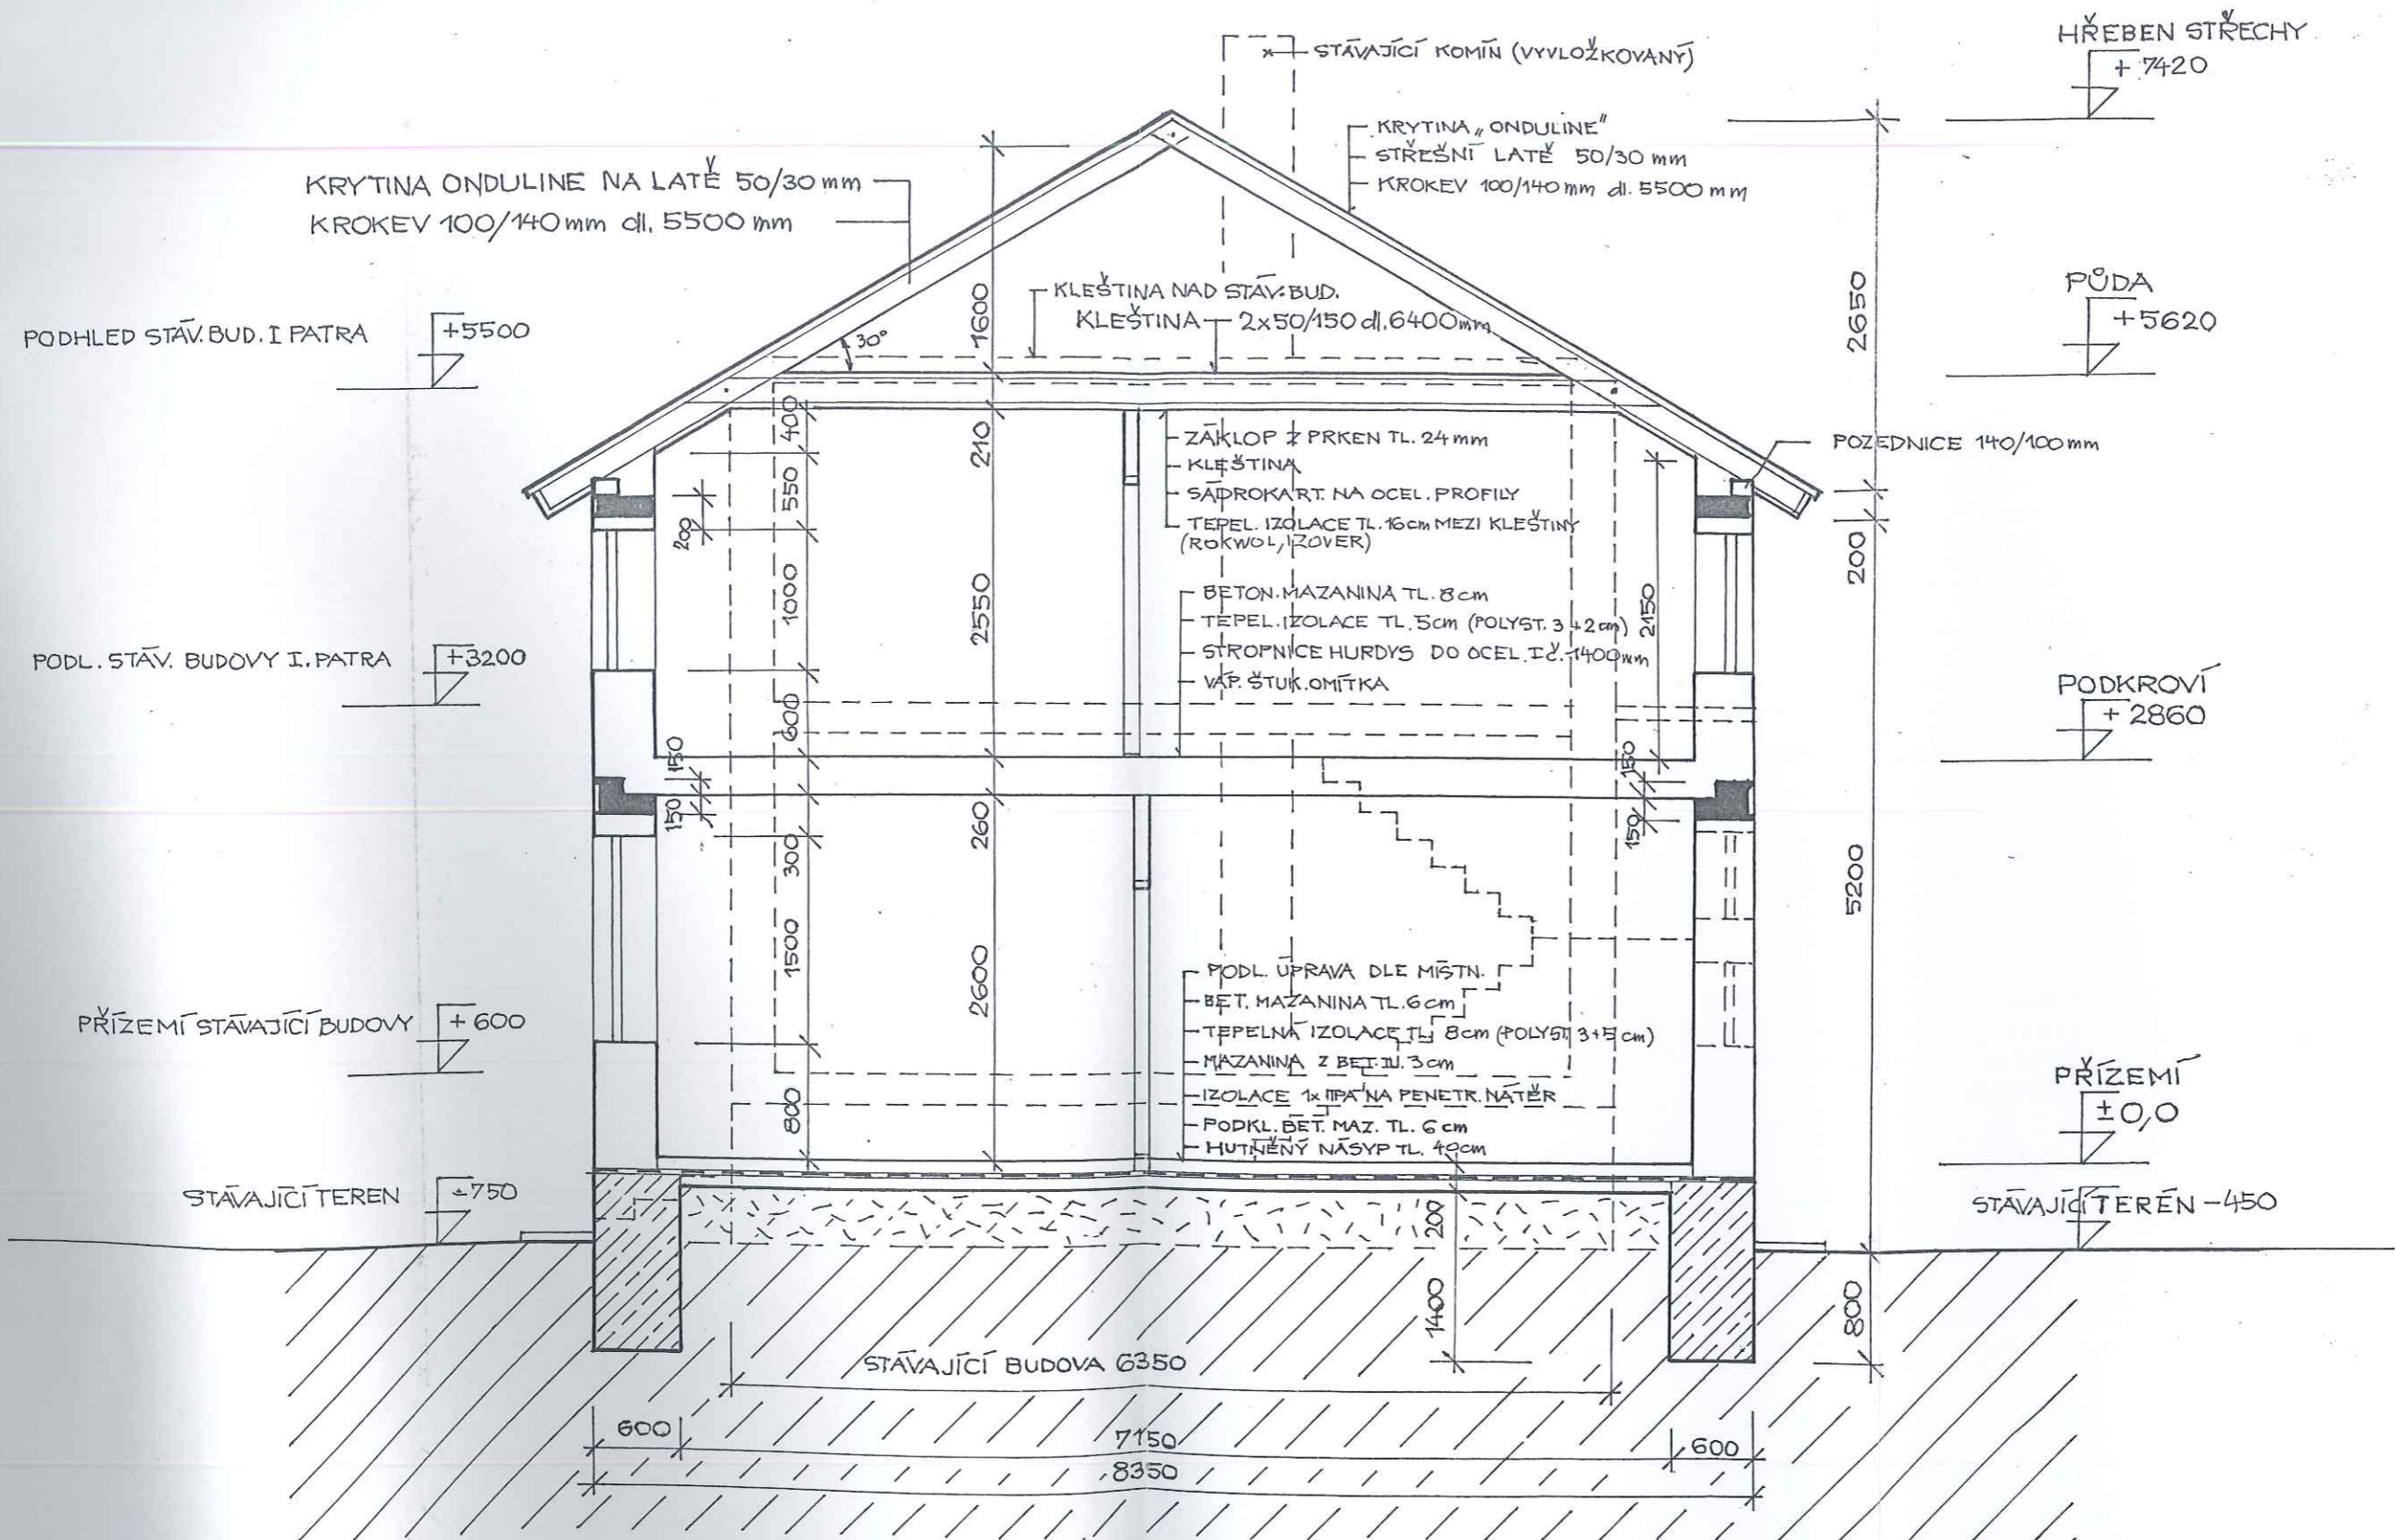 STÁVAJÍCÍ KOMÍN (VYVLOŽKOVANÝ)
HŘEBEN STŘECHY
+ 7420
KRYTINA „ONDULINE"
STŘEŠNÍ LATĚ 50/30 mm
KROKEV 100/140 mm dl. 5500 mm
KRYTINA ONDULINE NA LATĚ 50/30 mm
KROKEV 100/140 mm dl. 5500 mm
PODHLED STÁV. BUD. I PATRA
+5500
PŮDA
+5620
KLEŠTINA NAD STÁV. BUD.
KLEŠTINA 2x50/150 dl. 6400 mm
30°
1600
2650
400
210
ZÁKLOP Z PRKEN TL. 24 mm
KLEŠTINA
SÁDROKART. NA OCEL. PROFILY
TEPEL. IZOLACE TL. 16 cm MEZI KLEŠTINY
(ROKWOL, IZOVER)
POZEDNICE 140/100 mm
550
200
200
1000
2550
2150
BETON. MAZANINA TL. 8 cm
TEPEL. IZOLACE TL. 5 cm (POLYST. 3 + 2 cm)
STROPNICE HURDYS DO OCEL. I č. 1400 mm
VÁP. ŠTUK. OMÍTKA
PODL. STÁV. BUDOVY I. PATRA
+3200
PODKROVÍ
+ 2860
600
150
150
150
150
300
260
5200
1500
2600
PODL. ÚPRAVA DLE MÍSTN.
BET. MAZANINA TL. 6 cm
TEPELNÁ IZOLACE TL. 8 cm (POLYST. 3+5 cm)
MAZANINA Z BET. TL. 3 cm
IZOLACE 1x IPA NA PENETR. NÁTĚR
PODKL. BET. MAZ. TL. 6 cm
HUTNĚNÝ NÁSYP TL. 40 cm
PŘÍZEMÍ STÁVAJÍCÍ BUDOVY
+ 600
PŘÍZEMÍ
± 0,0
800
STÁVAJÍCÍ TEREN
-750
STÁVAJÍCÍ TERÉN -450
200
1400
800
STÁVAJÍCÍ BUDOVA 6350
600
7150
600
8350